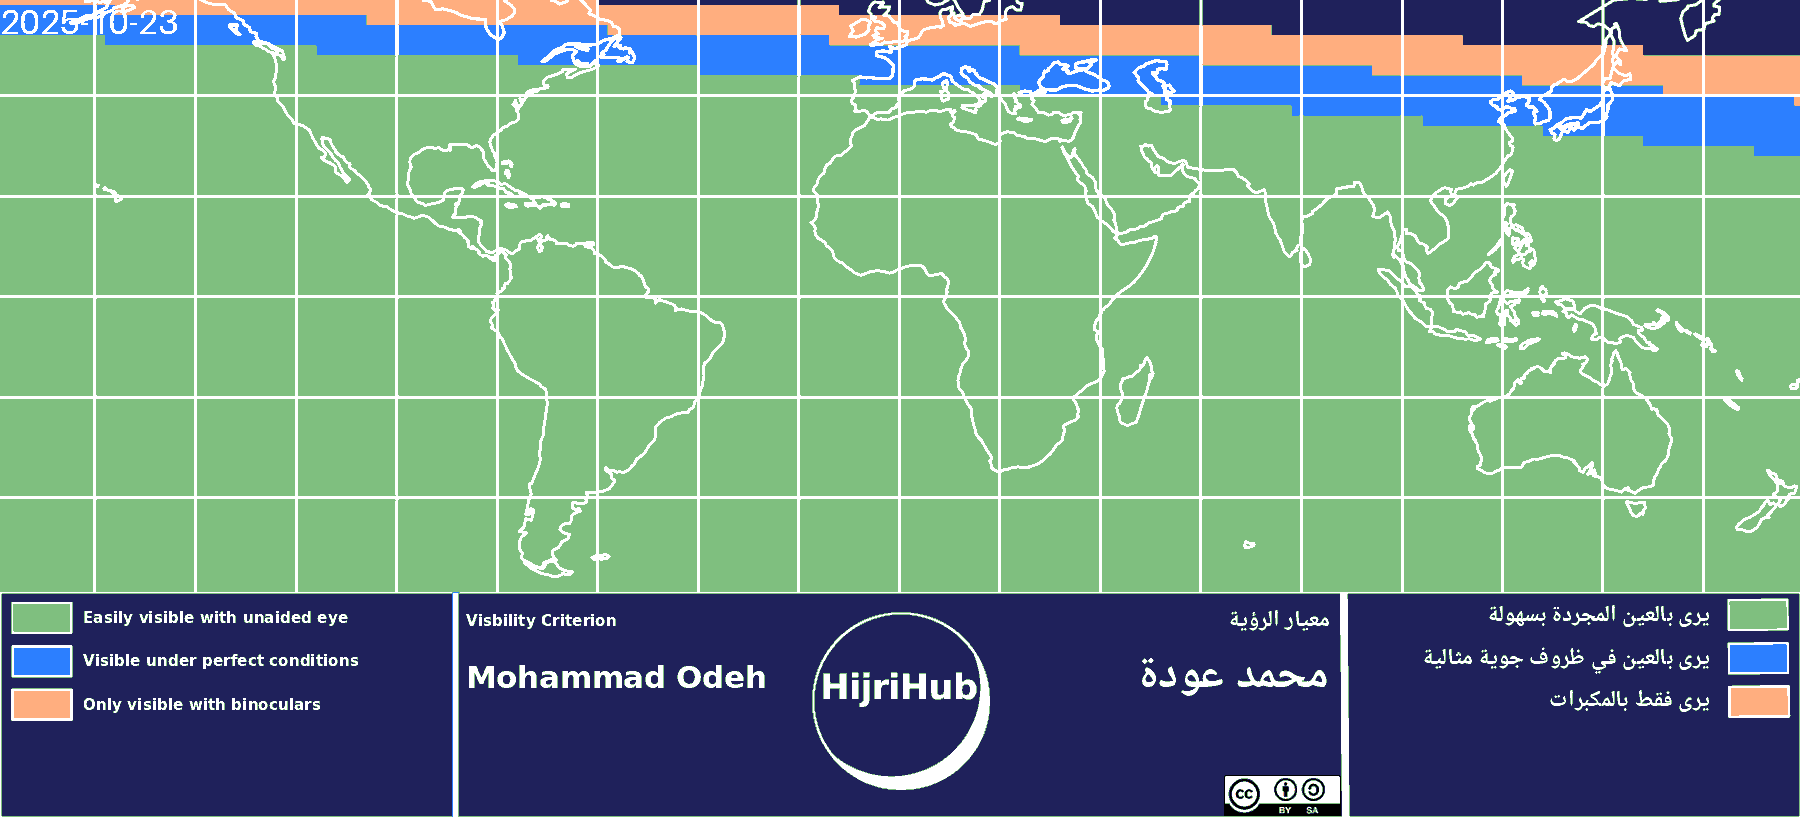 2025-10-23
Easily visible with unaided eye
Visible under perfect conditions
Only visible with binoculars
Visbility Criterion
Mohammad Odeh
HijriHub
معيار الرؤية
محمد عودة
cc
BY SA
يرى بالعين المجردة بسهولة
يرى بالعين في ظروف جوية مثالية
يرى فقط بالمكبرات